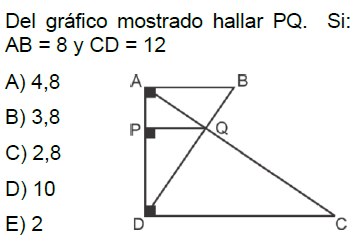 Del gráfico mostrado hallar PQ. Si:
AB = 8 y CD = 12
A) 4,8
B) 3,8
C) 2,8
D) 10
E) 2
A
B
P
Q
D
C